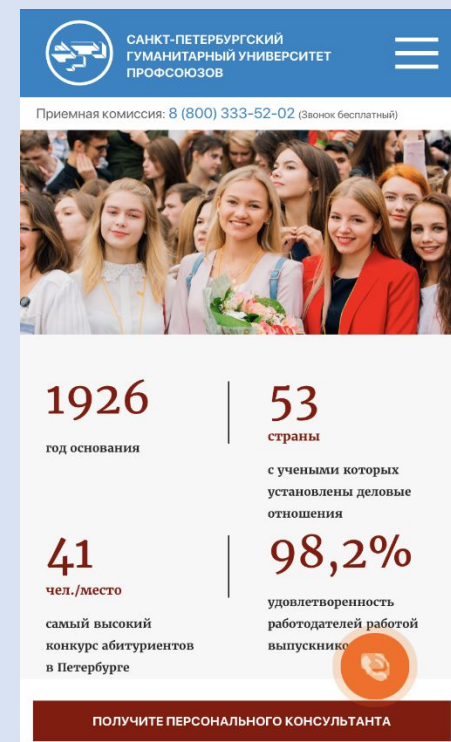 САНКТ-ПЕТЕРБУРГСКИЙ
ГУМАНИТАРНЫЙ УНИВЕРСИТЕТ
ПРОФСОЮЗОВ
Приемная комиссия: 8 (800) 333-52-02 (Звонок бесплатный)
1926
год основания
53
страны
с учеными которых
установлены деловые
отношения
41
чел./место
самый высокий
конкурс абитуриентов
в Петербурге
98,2%
удовлетворенность
работодателей работой
ПОЛУЧИТЕ ПЕРСОНАЛЬНОГО КОНСУЛЬТАНТА